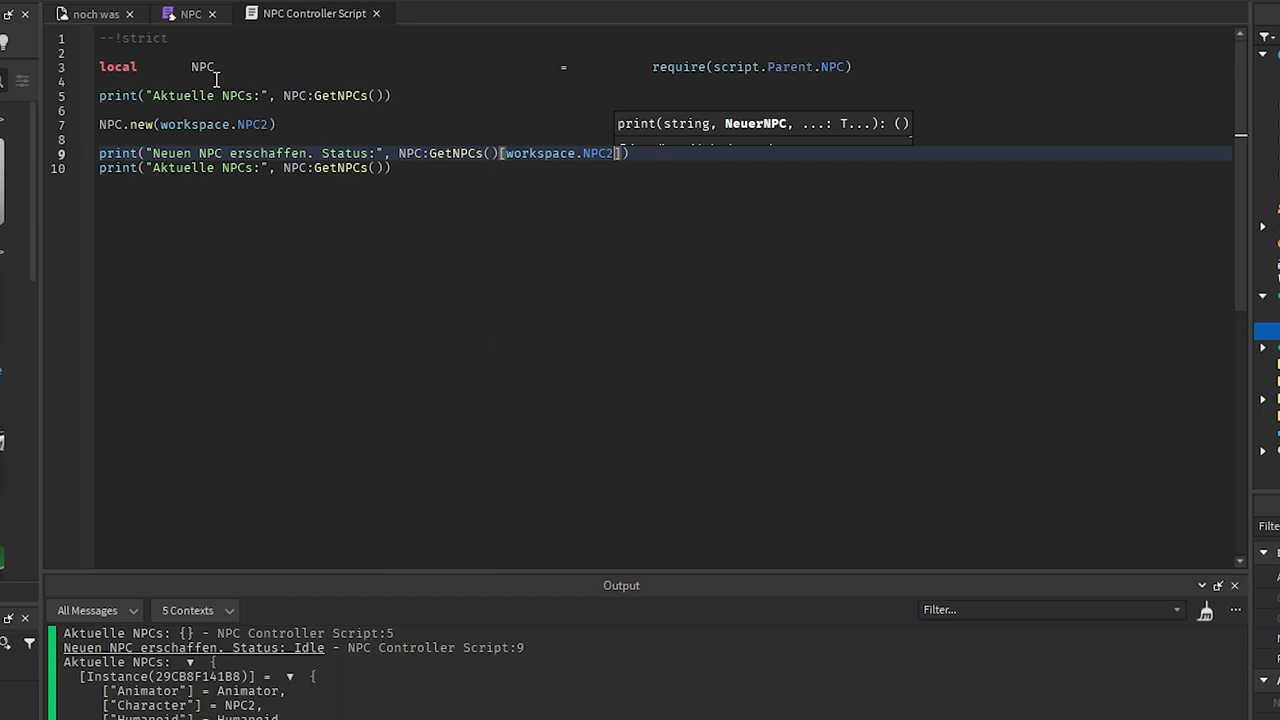 noch was
NPC
NPC Controller Script
1 --!strict
2
3 local NPC = require(script.Parent.NPC)
4
5 print("Aktuelle NPCs:", NPC:GetNPCs())
6
7 NPC.new(workspace.NPC2)
print(string, NeuerNPC, ...: T...): ()
8
9 print("Neuen NPC erschaffen. Status:", NPC:GetNPCs()[workspace.NPC2])
10 print("Aktuelle NPCs:", NPC:GetNPCs())
Filte
Output
All Messages
5 Contexts
Filter...
Aktuelle NPCs: {} - NPC Controller Script:5
Neuen NPC erschaffen. Status: Idle - NPC Controller Script:9
Aktuelle NPCs: ▼ {
[Instance(29CB8F141B8)] = ▼ {
["Animator"] = Animator,
["Character"] = NPC2,
["Humanoid"] = Humanoid